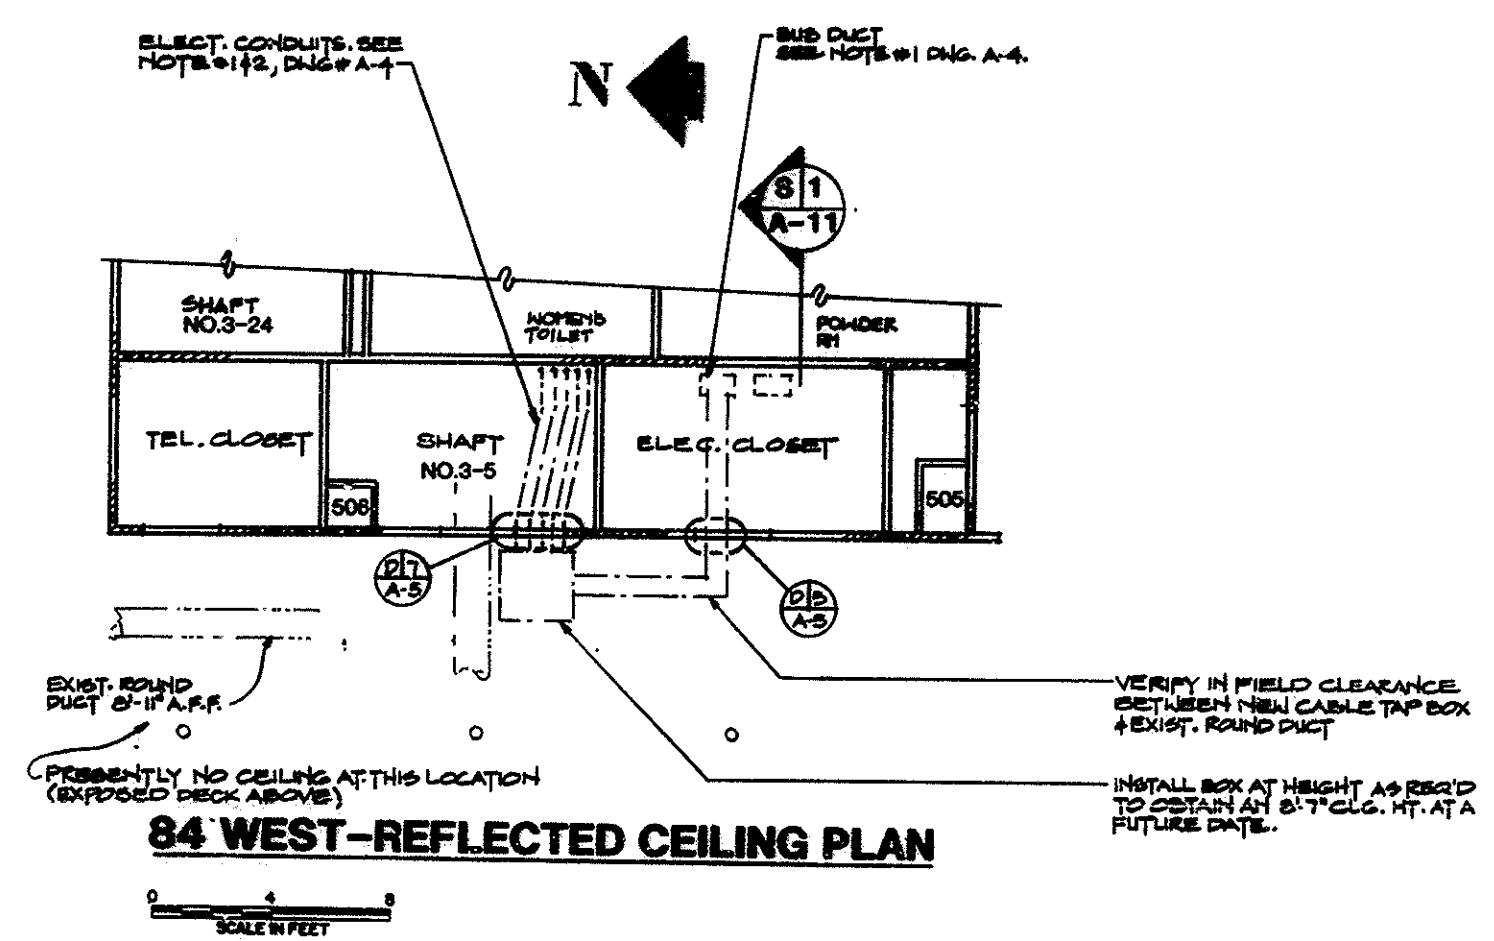 ELECT. CONDUITS. SEE
NOTE #1&2, DWG# A-4
N
BUS DUCT
SEE NOTE #1 DWG. A-4.
S 1
A-11
SHAFT
NO.3-24
WOMEN'S
TOILET
POWDER
RM
TEL. CLOSET
SHAFT
NO.3-5
ELEC. CLOSET
506
505
D 7
A-5
D
A-5
EXIST. ROUND
DUCT 8'-11" A.F.F.
VERIFY IN FIELD CLEARANCE
BETWEEN NEW CABLE TAP BOX
& EXIST. ROUND DUCT
PRESENTLY NO CEILING AT THIS LOCATION
(EXPOSED DECK ABOVE)
INSTALL BOX AT HEIGHT AS REQ'D
TO OBTAIN AN 8'-7" CLG. HT. AT A
FUTURE DATE.
84 WEST-REFLECTED CEILING PLAN
0 4 8
SCALE IN FEET